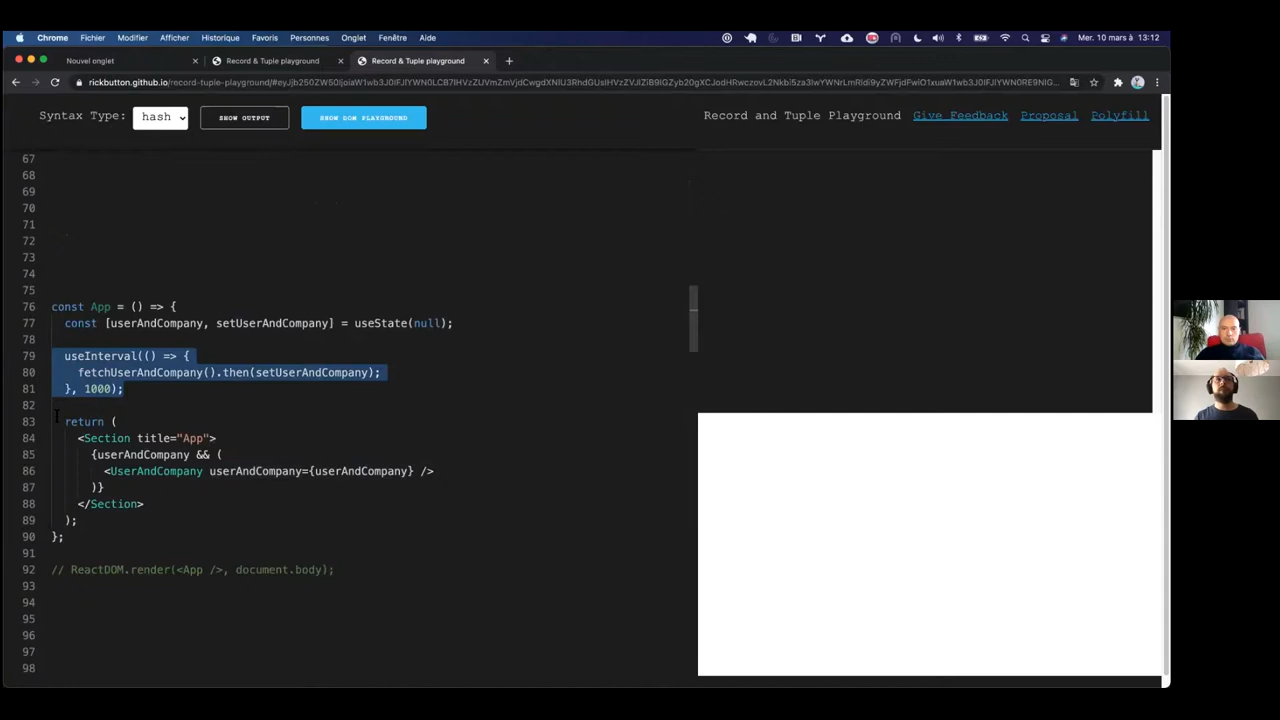 Chrome Fichier Modifier Afficher Historique Favoris Personnes Onglet Fenêtre Aide Mer. 10 mars à 13:12
Nouvel onglet Record & Tuple Playground Record & Tuple Playground
Syntax Type: hash SHOW OUTPUT SHOW DOM PLAYGROUND Record and Tuple Playground Give Feedback Proposal Polyfill
67
68
69
70
71
72
73
74
75
76 const App = () => {
77 const [userAndCompany, setUserAndCompany] = useState(null);
78
79 useInterval(() => {
80 fetchUserAndCompany().then(setUserAndCompany);
81 }, 1000);
82
83 return (
84 <Section title="App">
85 {userAndCompany && (
86 <UserAndCompany userAndCompany={userAndCompany} />
87 )}
88 </Section>
89 );
90 };
91
92 // ReactDOM.render(<App />, document.body);
93
94
95
96
97
98